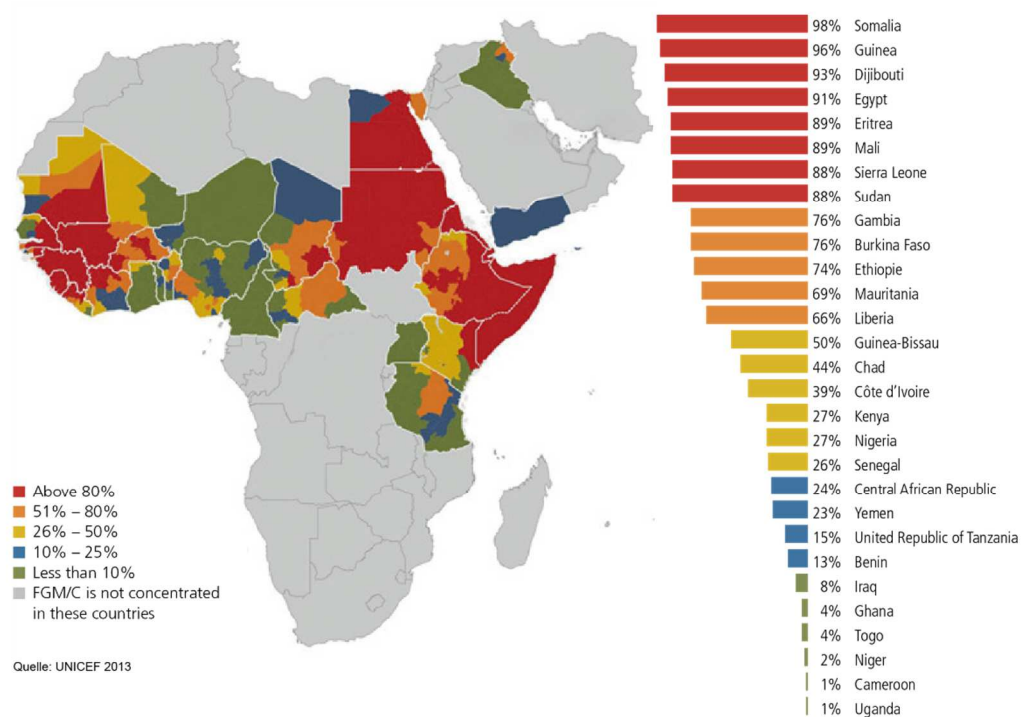 98% Somalia
96% Guinea
93% Djibouti
91% Egypt
89% Eritrea
89% Mali
88% Sierra Leone
88% Sudan
76% Gambia
76% Burkina Faso
74% Ethiopie
69% Mauritania
66% Liberia
50% Guinea-Bissau
44% Chad
39% Côte d'Ivoire
27% Kenya
27% Nigeria
26% Senegal
24% Central African Republic
23% Yemen
15% United Republic of Tanzania
13% Benin
8% Iraq
4% Ghana
4% Togo
2% Niger
1% Cameroon
1% Uganda
Above 80%
51% – 80%
26% – 50%
10% – 25%
Less than 10%
FGM/C is not concentrated
in these countries
Quelle: UNICEF 2013